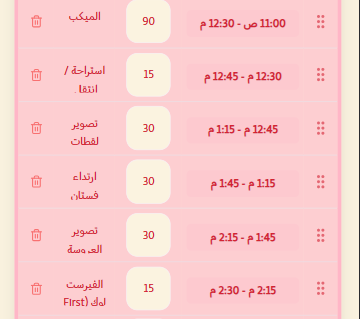 11:00 ص - 12:30 م 90 الميكب
12:30 م - 12:45 م 15 استراحة /
انتقا
12:45 م - 1:15 م 30 تصوير
لقطات
1:15 م - 1:45 م 30 ارتداء
فستان
1:45 م - 2:15 م 30 تصوير
العروسة
2:15 م - 2:30 م 15 الفيرست
لوك (First